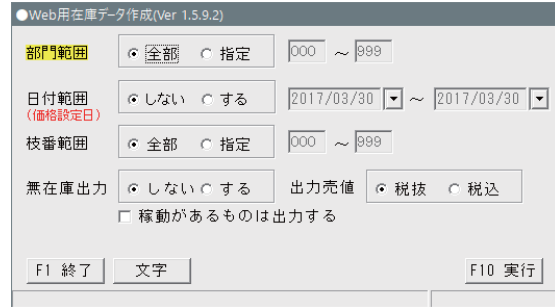 ●Web用在庫データ作成(Ver 1.5.9.2)
部門範囲 全部 指定 000 ～ 999
日付範囲 しない する 2017/03/30 ～ 2017/03/30
(価格設定日)
枝番範囲 全部 指定 000 ～ 999
無在庫出力 しない する 出力売値 税抜 税込
稼動があるものは出力する
F1 終了 文字 F10 実行